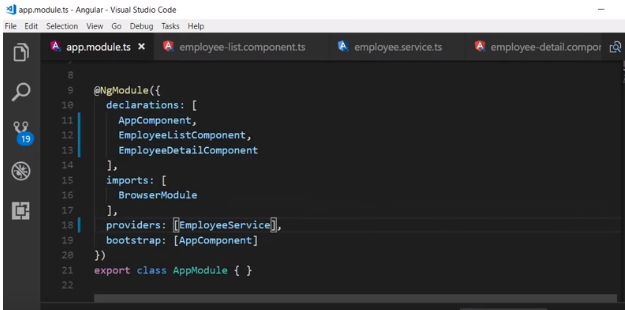 app.module.ts - Angular - Visual Studio Code
File Edit Selection View Go Debug Tasks Help
app.module.ts × employee-list.component.ts employee.service.ts employee-detail.compor
8
9 @NgModule({
10 declarations: [
11 AppComponent,
12 EmployeeListComponent,
13 EmployeeDetailComponent
14 ],
15 imports: [
16 BrowserModule
17 ],
18 providers: [EmployeeService],
19 bootstrap: [AppComponent]
20 })
21 export class AppModule { }
22
19